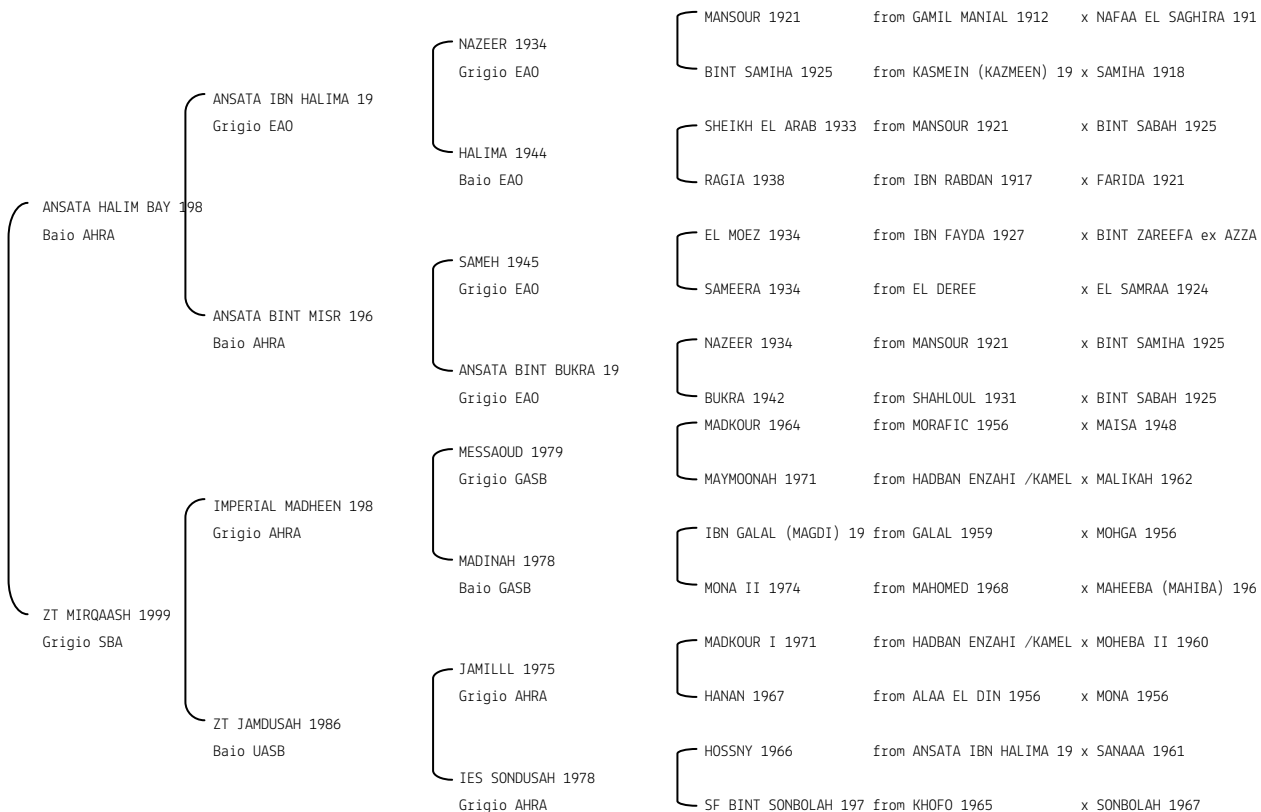 MANSOUR 1921 from GAMIL MANIAL 1912 x NAFAA EL SAGHIRA 191
NAZEER 1934
Grigio EAO
BINT SAMIHA 1925 from KASMEIN (KAZMEEN) 19 x SAMIHA 1918
ANSATA IBN HALIMA 19
Grigio EAO
SHEIKH EL ARAB 1933 from MANSOUR 1921 x BINT SABAH 1925
HALIMA 1944
Baio EAO
RAGIA 1938 from IBN RABDAN 1917 x FARIDA 1921
ANSATA HALIM BAY 198
Baio AHRA
EL MOEZ 1934 from IBN FAYDA 1927 x BINT ZAREEFA ex AZZA
SAMEH 1945
Grigio EAO
SAMEERA 1934 from EL DEREE x EL SAMRAA 1924
ANSATA BINT MISR 196
Baio AHRA
NAZEER 1934 from MANSOUR 1921 x BINT SAMIHA 1925
ANSATA BINT BUKRA 19
Grigio EAO
BUKRA 1942 from SHAHLOUL 1931 x BINT SABAH 1925
MADKOUR 1964 from MORAFIC 1956 x MAISA 1948
MESSAOUD 1979
Grigio GASB
MAYMOONAH 1971 from HADBAN ENZAHI /KAMEL x MALIKAH 1962
IMPERIAL MADHEEN 198
Grigio AHRA
IBN GALAL (MAGDI) 19 from GALAL 1959 x MOHGA 1956
MADINAH 1978
Baio GASB
MONA II 1974 from MAHOMED 1968 x MAHEEBA (MAHIBA) 196
ZT MIRQAASH 1999
Grigio SBA
MADKOUR I 1971 from HADBAN ENZAHI /KAMEL x MOHEBA II 1960
JAMILLL 1975
Grigio AHRA
HANAN 1967 from ALAA EL DIN 1956 x MONA 1956
ZT JAMDUSAH 1986
Baio UASB
HOSSNY 1966 from ANSATA IBN HALIMA 19 x SANAAA 1961
IES SONDUSAH 1978
Grigio AHRA
SF BINT SONBOLAH 197 from KHOFO 1965 x SONBOLAH 1967